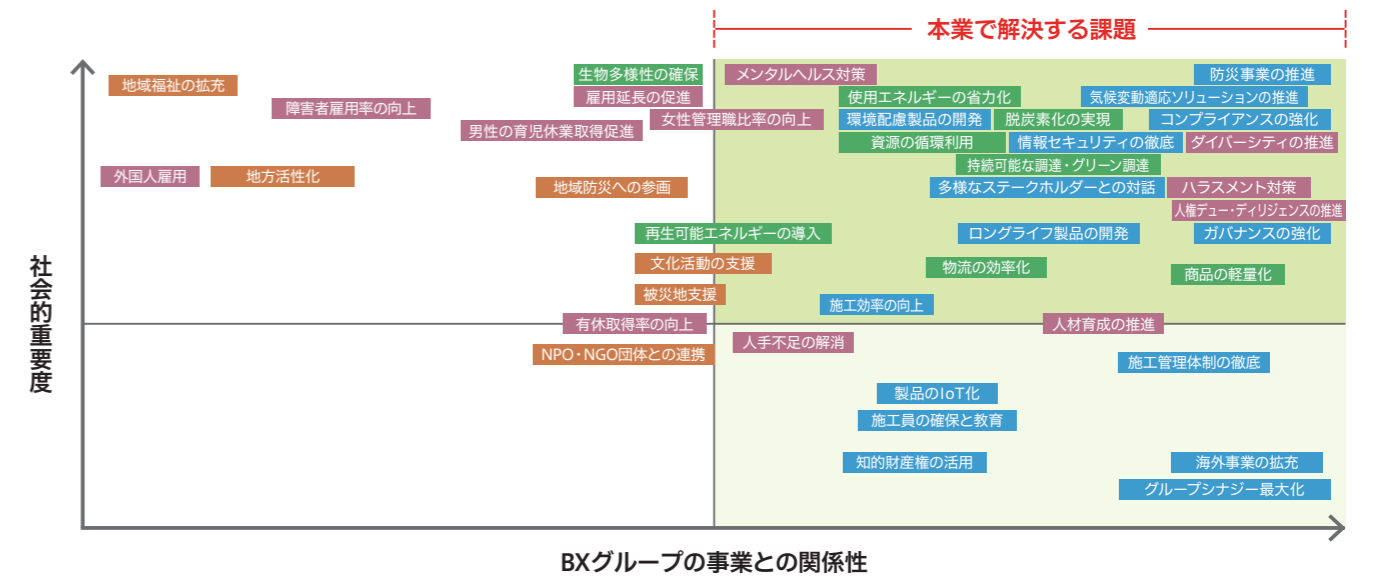 本業で解決する課題
社会的重要度
地域福祉の拡充
生物多様性の確保
メンタルヘルス対策
防災事業の推進
障害者雇用率の向上
雇用延長の促進
使用エネルギーの省力化
気候変動適応ソリューションの推進
男性の育児休業取得促進
女性管理職比率の向上
環境配慮製品の開発
脱炭素化の実現
コンプライアンスの強化
資源の循環利用
情報セキュリティの徹底
ダイバーシティの推進
持続可能な調達・グリーン調達
外国人雇用
地方活性化
地域防災への参画
多様なステークホルダーとの対話
ハラスメント対策
人権デュー・ディリジェンスの推進
再生可能エネルギーの導入
ロングライフ製品の開発
ガバナンスの強化
文化活動の支援
物流の効率化
商品の軽量化
被災地支援
施工効率の向上
有休取得率の向上
人材育成の推進
NPO・NGO団体との連携
人手不足の解消
施工管理体制の徹底
製品のIoT化
施工員の確保と教育
知的財産権の活用
海外事業の拡充
グループシナジー最大化
BXグループの事業との関係性